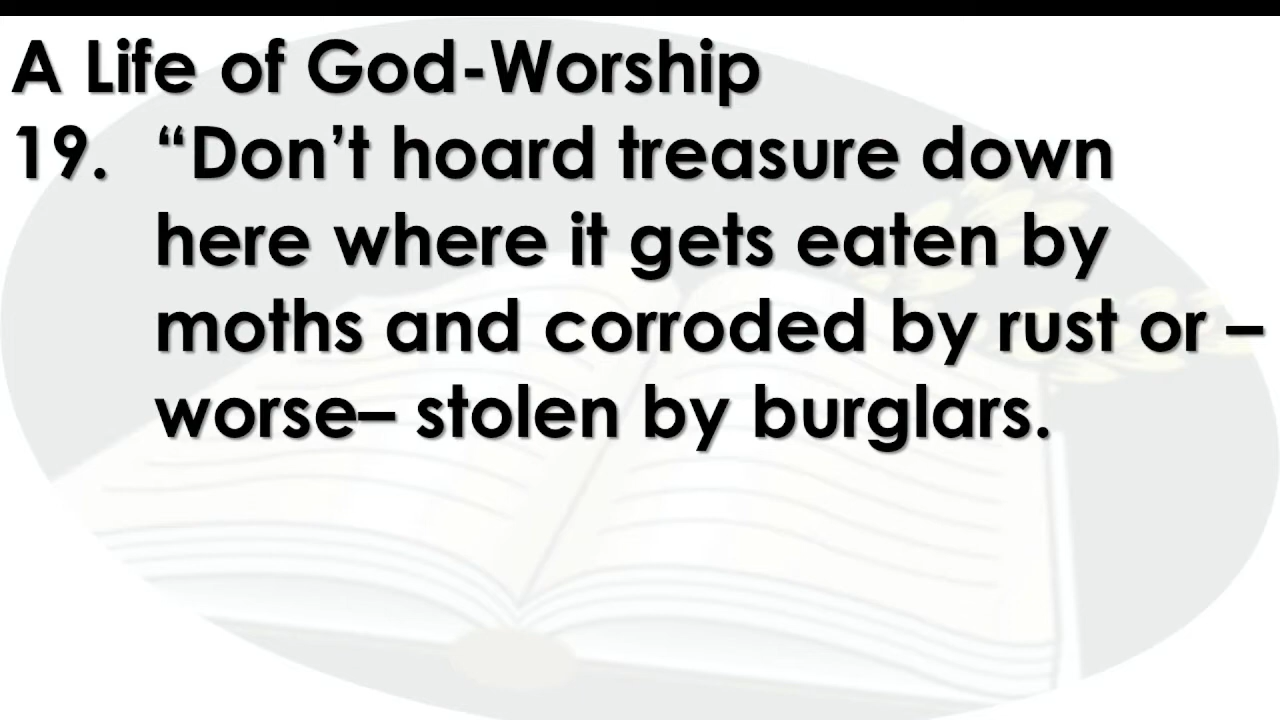 A Life of God-Worship
19. “Don’t hoard treasure down
here where it gets eaten by
moths and corroded by rust or –
worse– stolen by burglars.